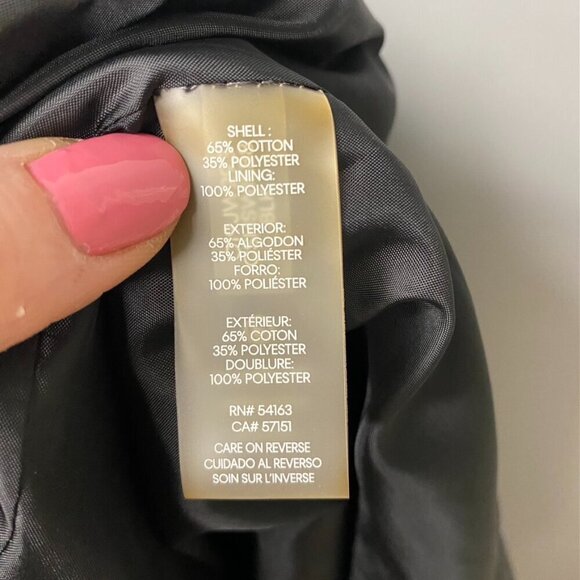 SHELL :
65% COTTON
35% POLYESTER
LINING:
100% POLYESTER
EXTERIOR:
65% ALGODON
35% POLIÉSTER
FORRO:
100% POLIÉSTER
EXTÉRIEUR:
65% COTON
35% POLYESTER
DOUBLURE:
100% POLYESTER
RN# 54163
CA# 57151
CARE ON REVERSE
CUIDADO AL REVERSO
SOIN SUR L'INVERSE